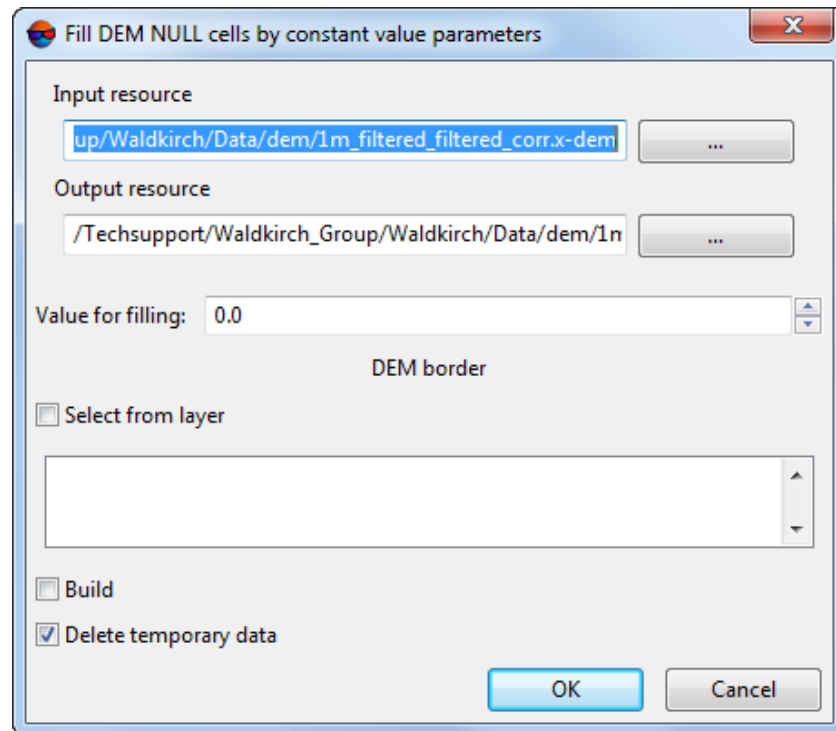 Fill DEM NULL cells by constant value parameters
Input resource
up/Waldkirch/Data/dem/1m_filtered_filtered_corr.x-dem
...
Output resource
/Techsupport/Waldkirch_Group/Waldkirch/Data/dem/1m
...
Value for filling: 0.0
DEM border
Select from layer
Build
Delete temporary data
OK Cancel